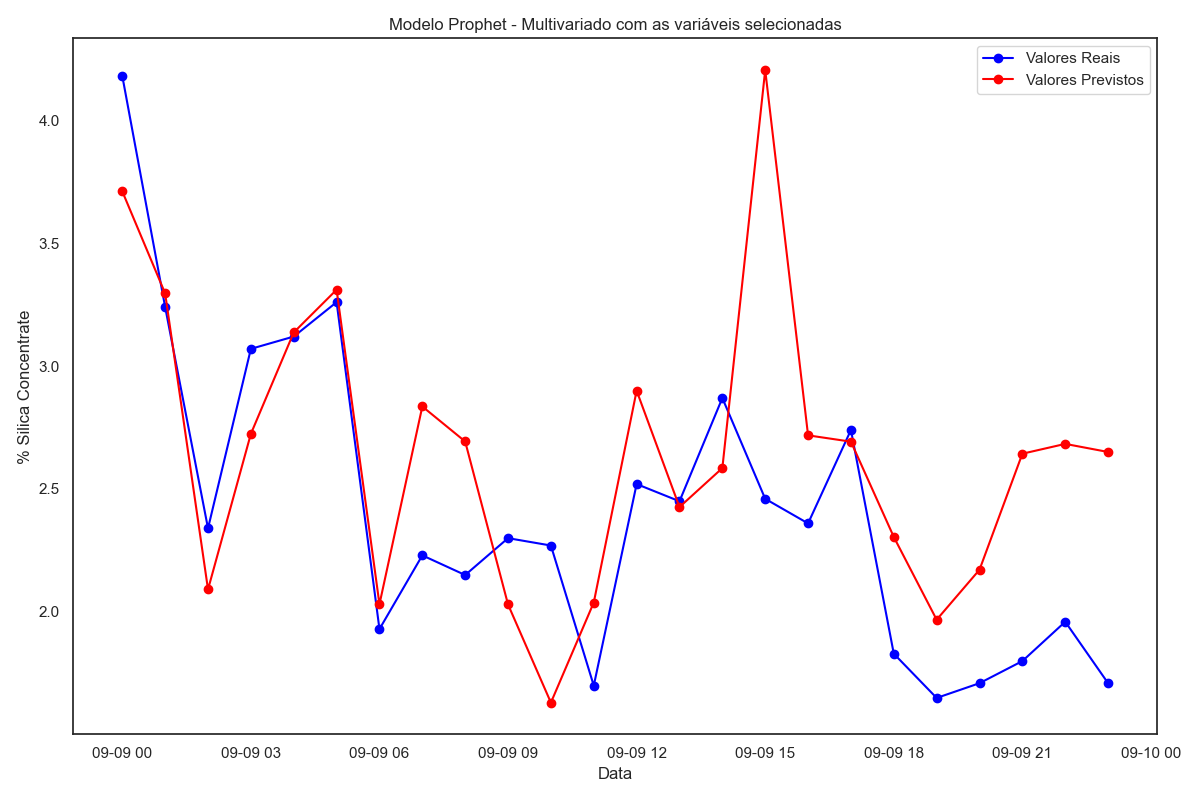 Modelo Prophet - Multivariado com as variáveis selecionadas
Valores Reais
Valores Previstos
% Silica Concentrate
4.0
3.5
3.0
2.5
2.0
09-09 00
09-09 03
09-09 06
09-09 09
09-09 12
09-09 15
09-09 18
09-09 21
09-10 00
Data